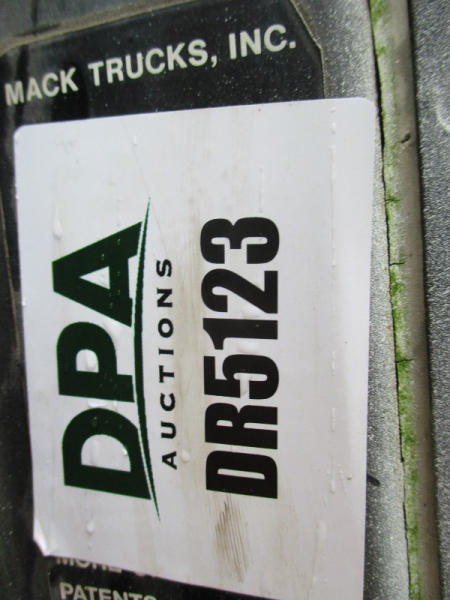 MACK TRUCKS, INC.
DPA
AUCTIONS
DR5123
PATENTS